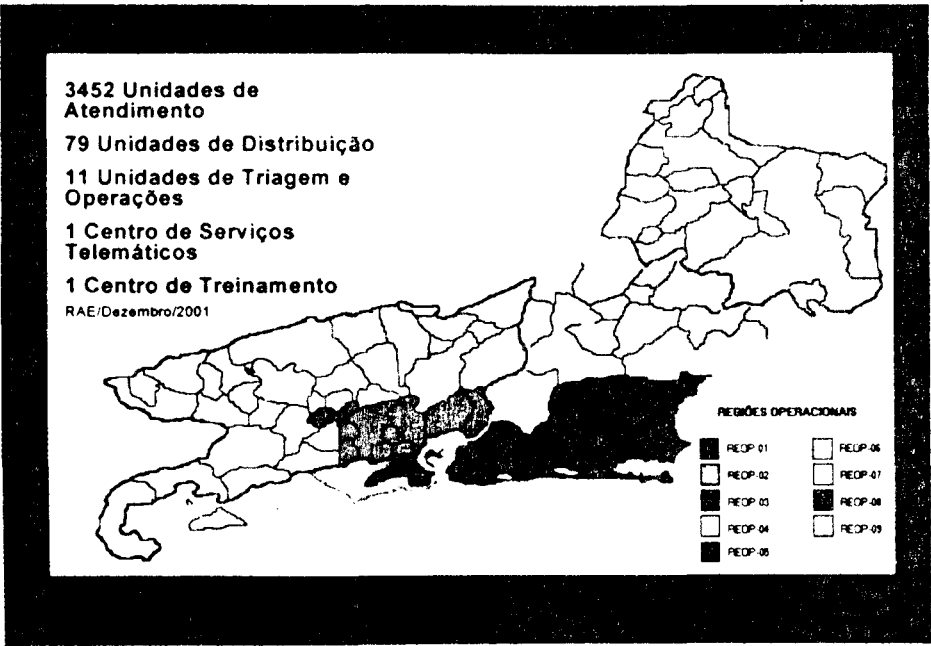 3452 Unidades de
Atendimento
79 Unidades de Distribuição
11 Unidades de Triagem e
Operações
1 Centro de Serviços
Telemáticos
1 Centro de Treinamento
RAE/Dezembro/2001
REGIÕES OPERACIONAIS
REOP-01
REOP-02
REOP-03
REOP-04
REOP-05
REOP-06
REOP-07
REOP-08
REOP-09